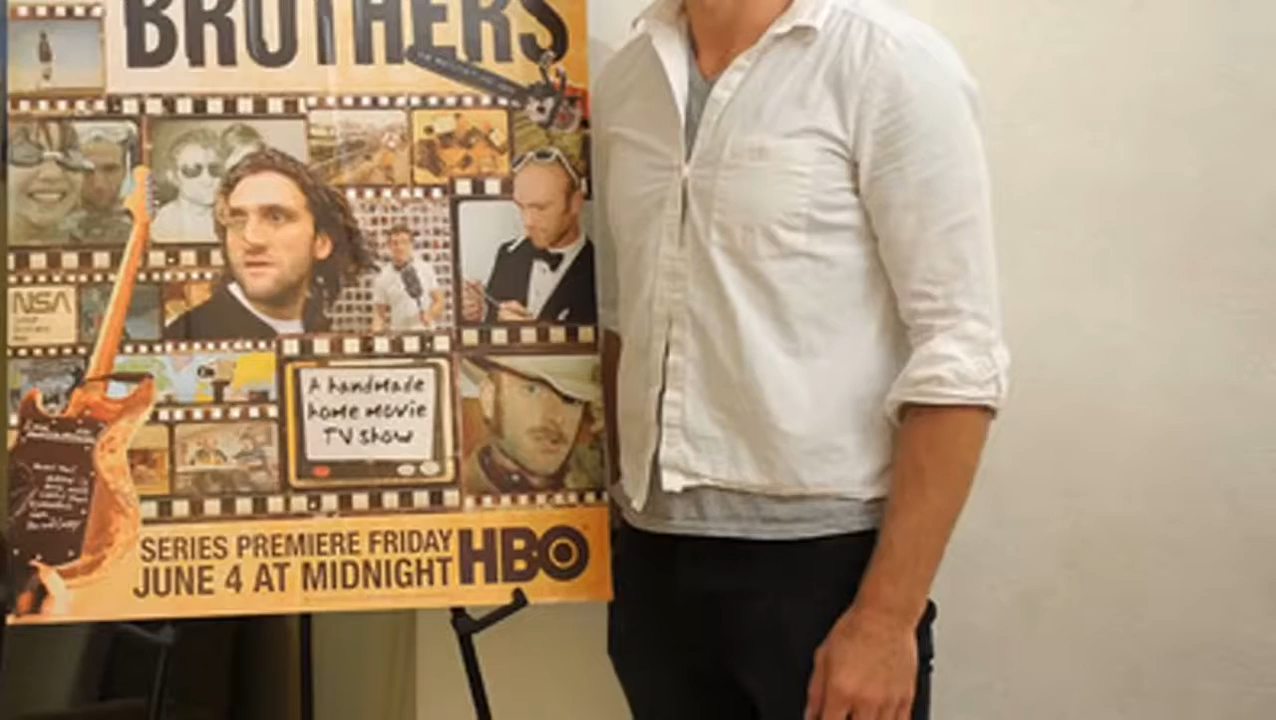 BROTHERS
NSA
A handmade
home movie
TV show
SERIES PREMIERE FRIDAY
JUNE 4 AT MIDNIGHT
HBO